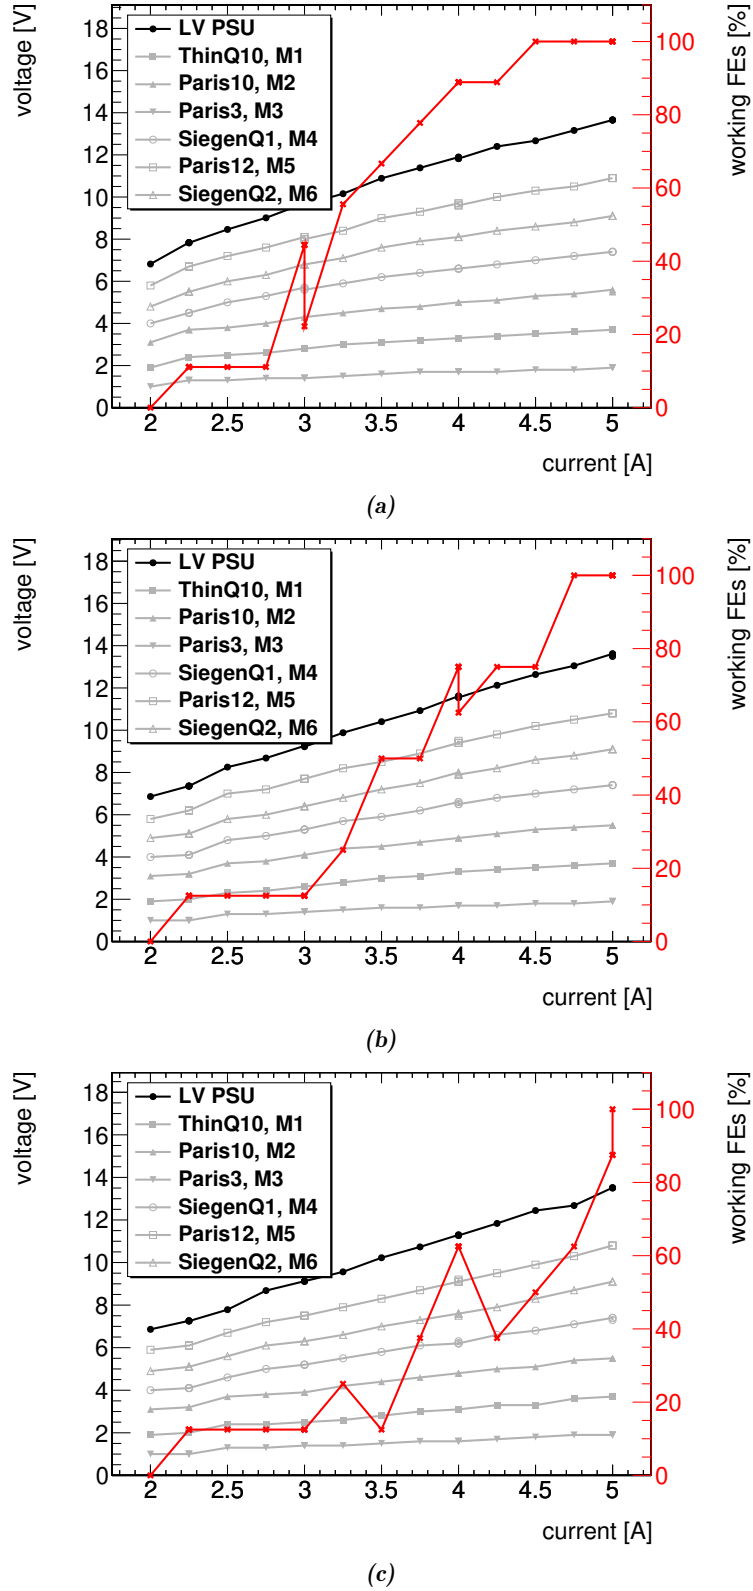 voltage [V]
working FEs [%]
LV PSU
ThinQ10, M1
Paris10, M2
Paris3, M3
SiegenQ1, M4
Paris12, M5
SiegenQ2, M6
18
16
14
12
10
8
6
4
2
0
100
80
60
40
20
0
2 2.5 3 3.5 4 4.5 5
current [A]
(a)
voltage [V]
working FEs [%]
LV PSU
ThinQ10, M1
Paris10, M2
Paris3, M3
SiegenQ1, M4
Paris12, M5
SiegenQ2, M6
18
16
14
12
10
8
6
4
2
0
100
80
60
40
20
0
2 2.5 3 3.5 4 4.5 5
current [A]
(b)
voltage [V]
working FEs [%]
LV PSU
ThinQ10, M1
Paris10, M2
Paris3, M3
SiegenQ1, M4
Paris12, M5
SiegenQ2, M6
18
16
14
12
10
8
6
4
2
0
100
80
60
40
20
0
2 2.5 3 3.5 4 4.5 5
current [A]
(c)